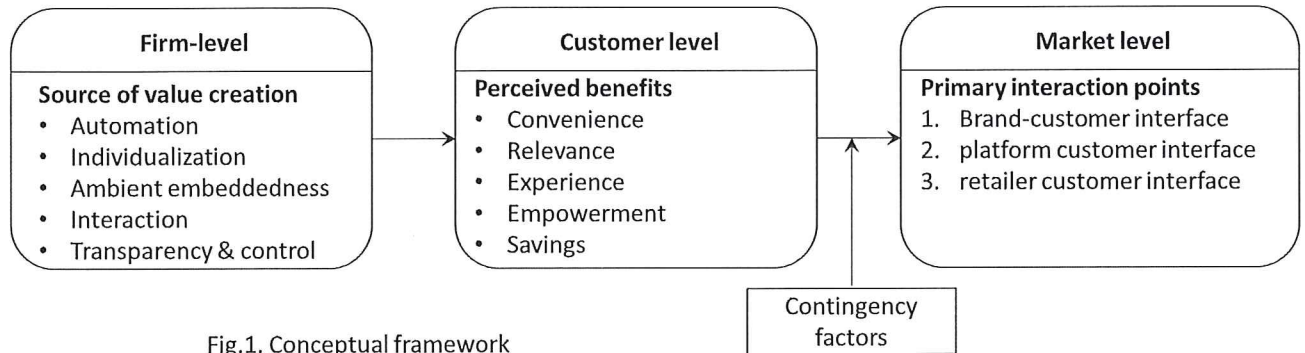 Firm-level
Source of value creation
• Automation
• Individualization
• Ambient embeddedness
• Interaction
• Transparency & control
Customer level
Perceived benefits
• Convenience
• Relevance
• Experience
• Empowerment
• Savings
Market level
Primary interaction points
1. Brand-customer interface
2. platform customer interface
3. retailer customer interface
Contingency
factors
Fig.1. Conceptual framework